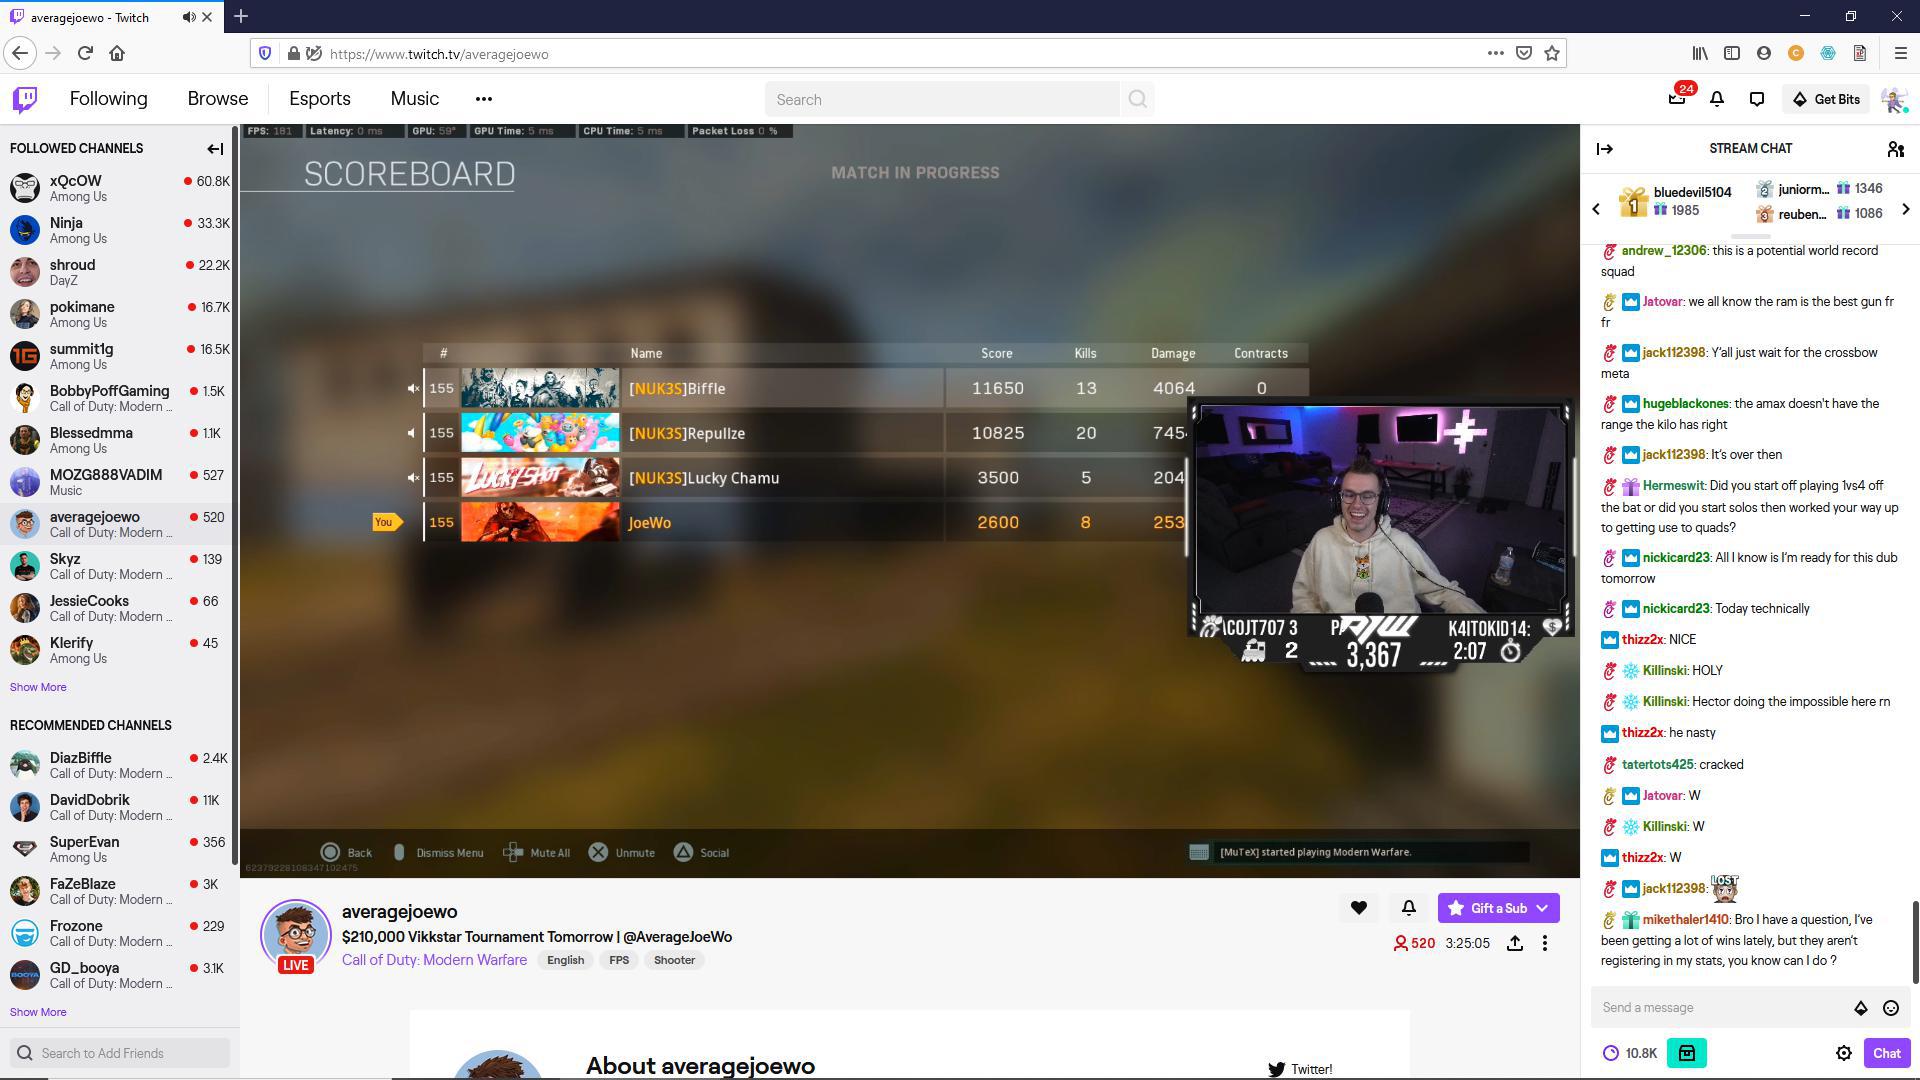 averagejoewo - Twitch
https://www.twitch.tv/averagejoewo
Following
Browse
Esports
Music
Search
24
Get Bits
FOLLOWED CHANNELS
xQcOW
60.8K
Among Us
Ninja
33.3K
Among Us
shroud
22.2K
DayZ
pokimane
16.7K
Among Us
summit1g
16.5K
Among Us
BobbyPoffGaming
1.5K
Call of Duty: Modern ...
Blessedmma
1.1K
Call of Duty: Modern ...
MOZG888VADIM
527
Music
averagejoewo
520
Call of Duty: Modern ...
Skyz
139
Call of Duty: Modern ...
JessieCooks
66
Call of Duty: Modern ...
Klerify
45
Among Us
Show More
RECOMMENDED CHANNELS
DiazBiffle
2.4K
Call of Duty: Modern ...
DavidDobrik
11K
Call of Duty: Modern ...
SuperEvan
356
Among Us
FaZeBlaze
3K
Call of Duty: Modern ...
Frozone
229
Call of Duty: Modern ...
GD_booya
3.1K
Call of Duty: Modern ...
Show More
Search to Add Friends
FPS: 181 Latency: 0 ms GPU: 59° GPU Time: 5 ms CPU Time: 5 ms Packet Loss 0 %
SCOREBOARD
MATCH IN PROGRESS
# Name Score Kills Damage Contracts
155 [NUK3S]Biffle 11650 13 4064 0
155 [NUK3S]Repullze 10825 20 745
155 LUCKY SHOT [NUK3S]Lucky Chamu 3500 5 204
You 155 JoeWo 2600 8 253
ACOJT707 3
AJW
K4ITOKID14:
2
3,367
2:07
Back
Dismiss Menu
Mute All
Unmute
Social
[MuTeX] started playing Modern Warfare.
62379228108347102475
LIVE
averagejoewo
$210,000 Vikkstar Tournament Tomorrow | @AverageJoeWo
Call of Duty: Modern Warfare
English
FPS
Shooter
Gift a Sub
520
3:25:05
About averagejoewo
Twitter!
STREAM CHAT
1
bluedevil5104
1985
2
juniorm...
1346
3
reuben...
1086
andrew_12306: this is a potential world record
squad
Jatovar: we all know the ram is the best gun fr
fr
jack112398: Y'all just wait for the crossbow
meta
hugeblackones: the amax doesn't have the
range the kilo has right
jack112398: It's over then
Hermeswit: Did you start off playing 1vs4 off
the bat or did you start solos then worked your way up
to getting use to quads?
nickicard23: All I know is I'm ready for this dub
tomorrow
nickicard23: Today technically
thizz2x: NICE
Killinski: HOLY
Killinski: Hector doing the impossible here rn
thizz2x: he nasty
tatertots425: cracked
Jatovar: W
Killinski: W
thizz2x: W
jack112398: LOST
mikethaler1410: Bro I have a question, I've
been getting a lot of wins lately, but they aren't
registering in my stats, you know can I do ?
Send a message
10.8K
Chat